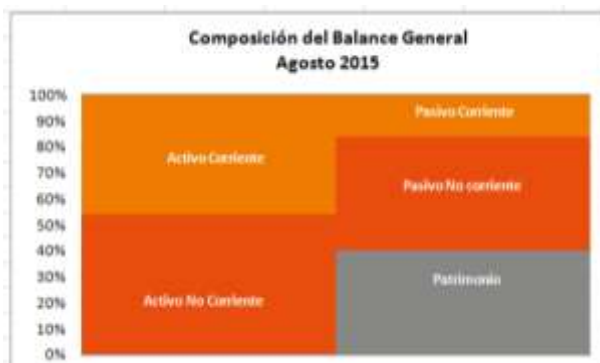 Composición del Balance General
Agosto 2015
100%
90%
80%
70%
60%
50%
40%
30%
20%
10%
0%
Activo Corriente
Activo No Corriente
Pasivo Corriente
Pasivo No corriente
Patrimonio